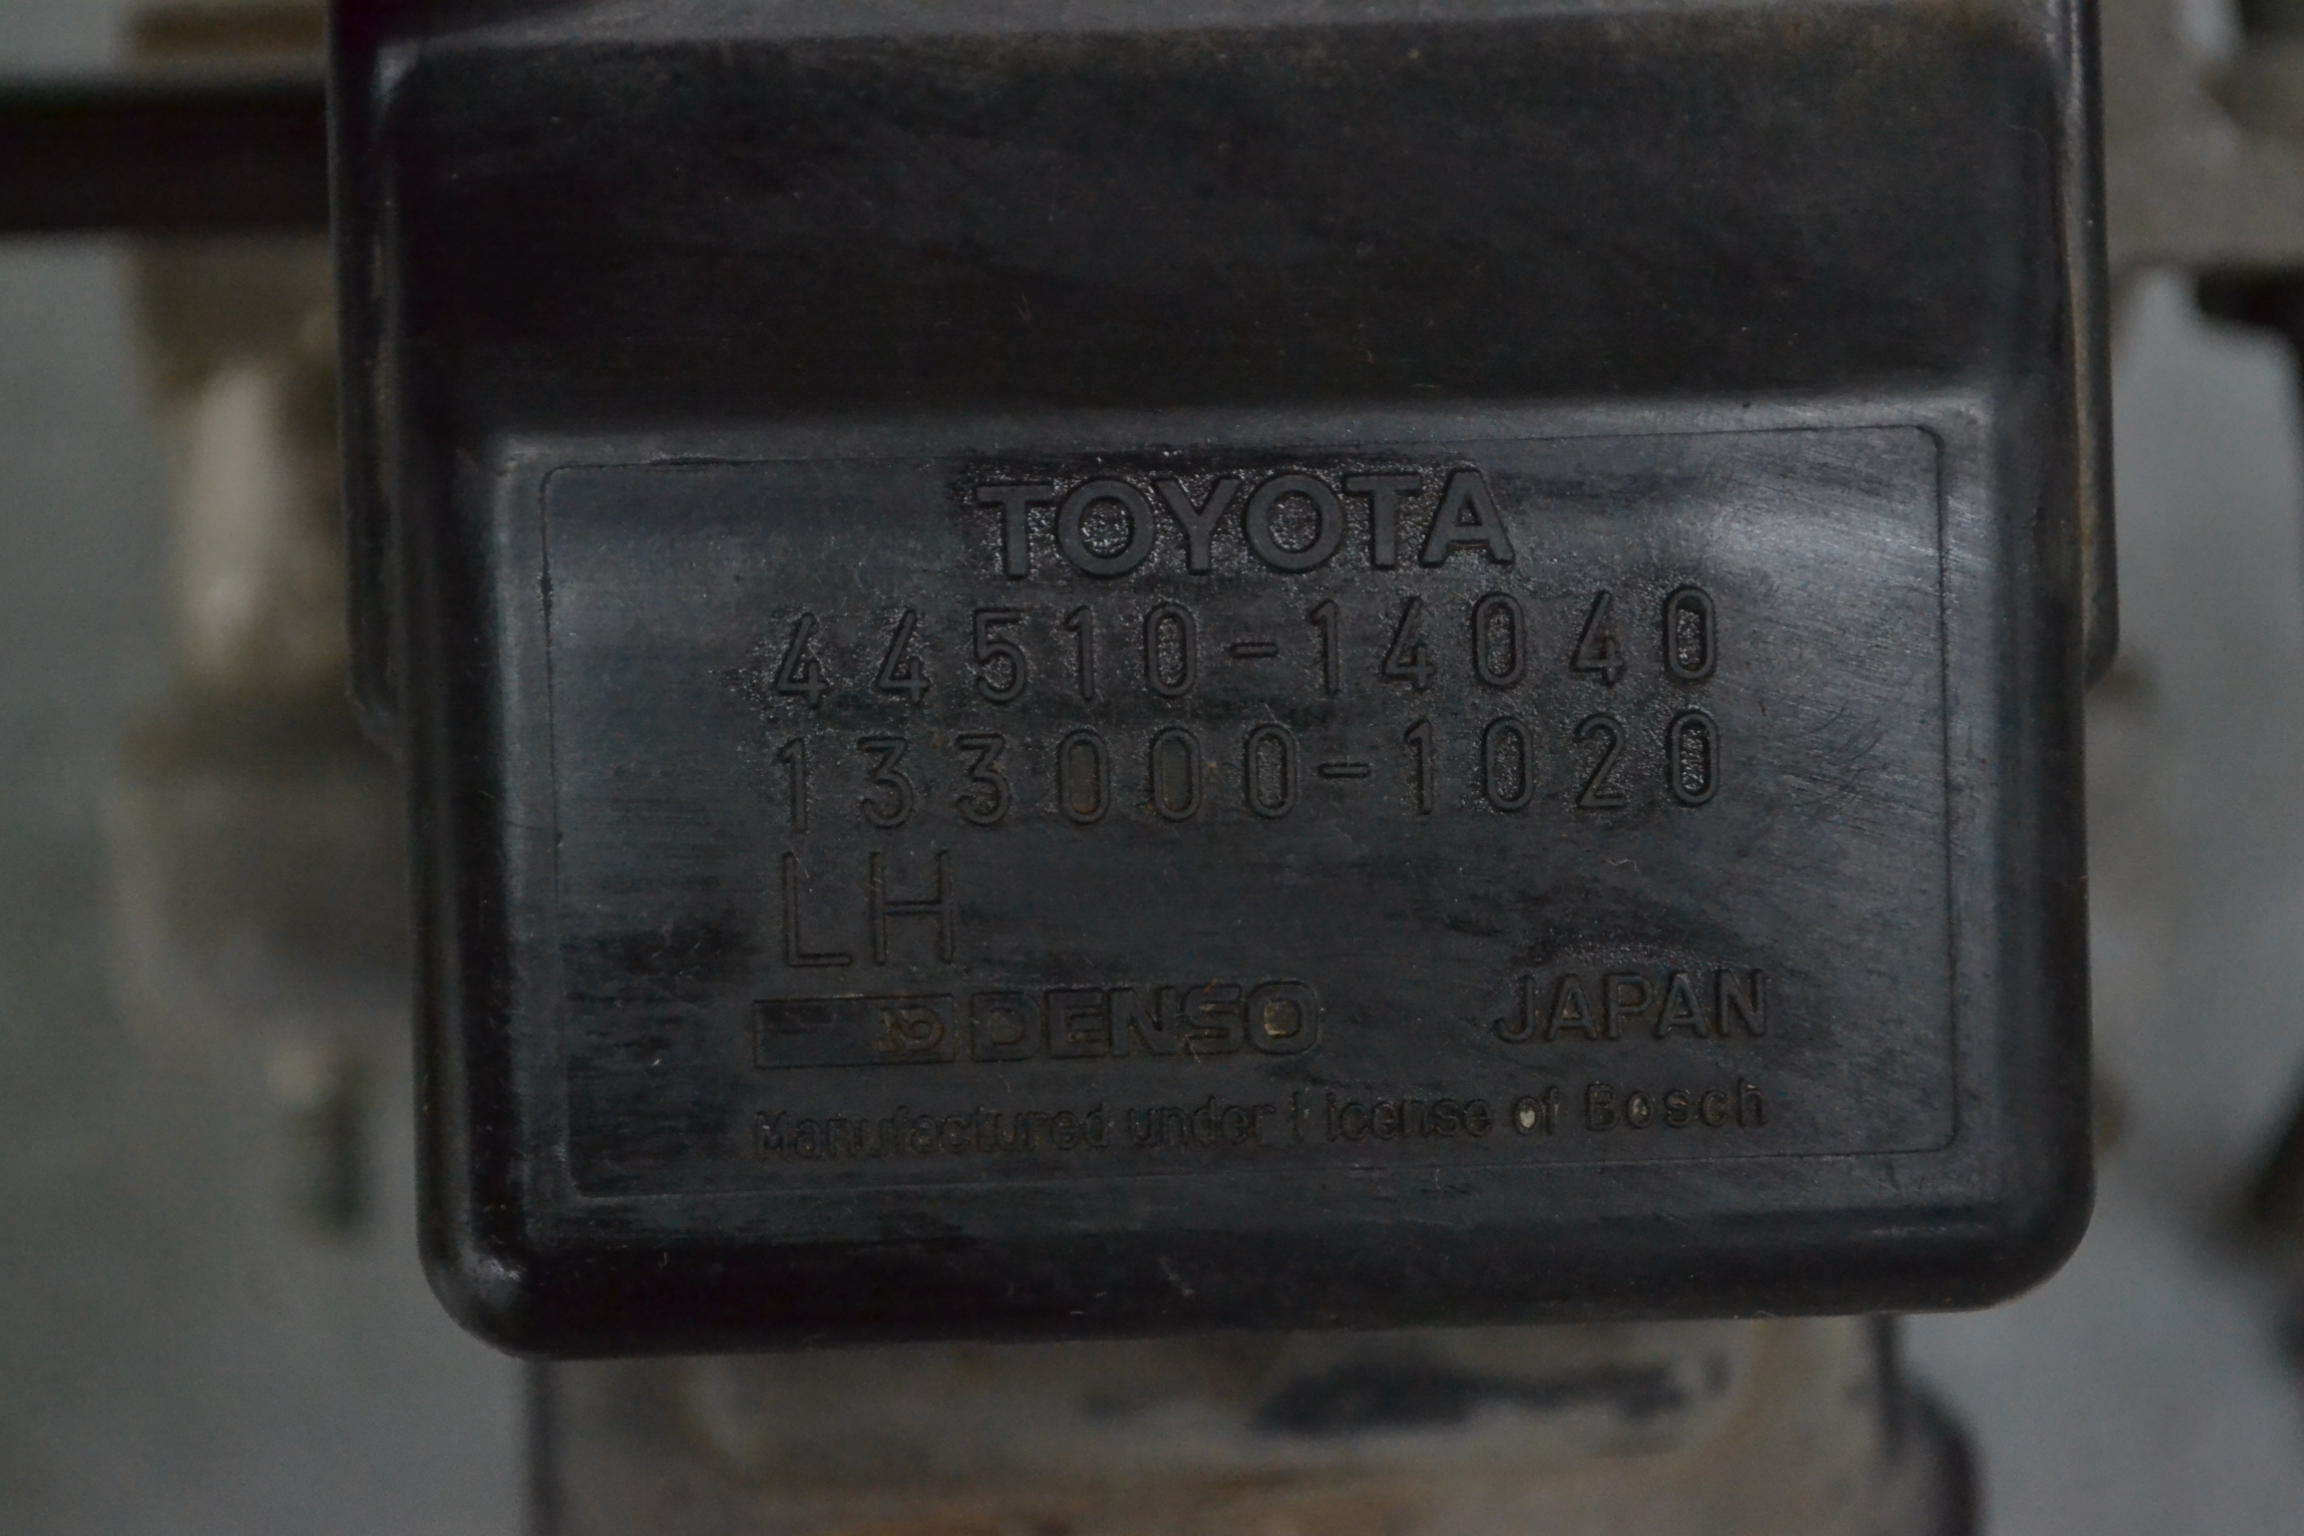 TOYOTA
44510-14040
133000-1020
LH
DENSO JAPAN
Manufactured under License of Bosch